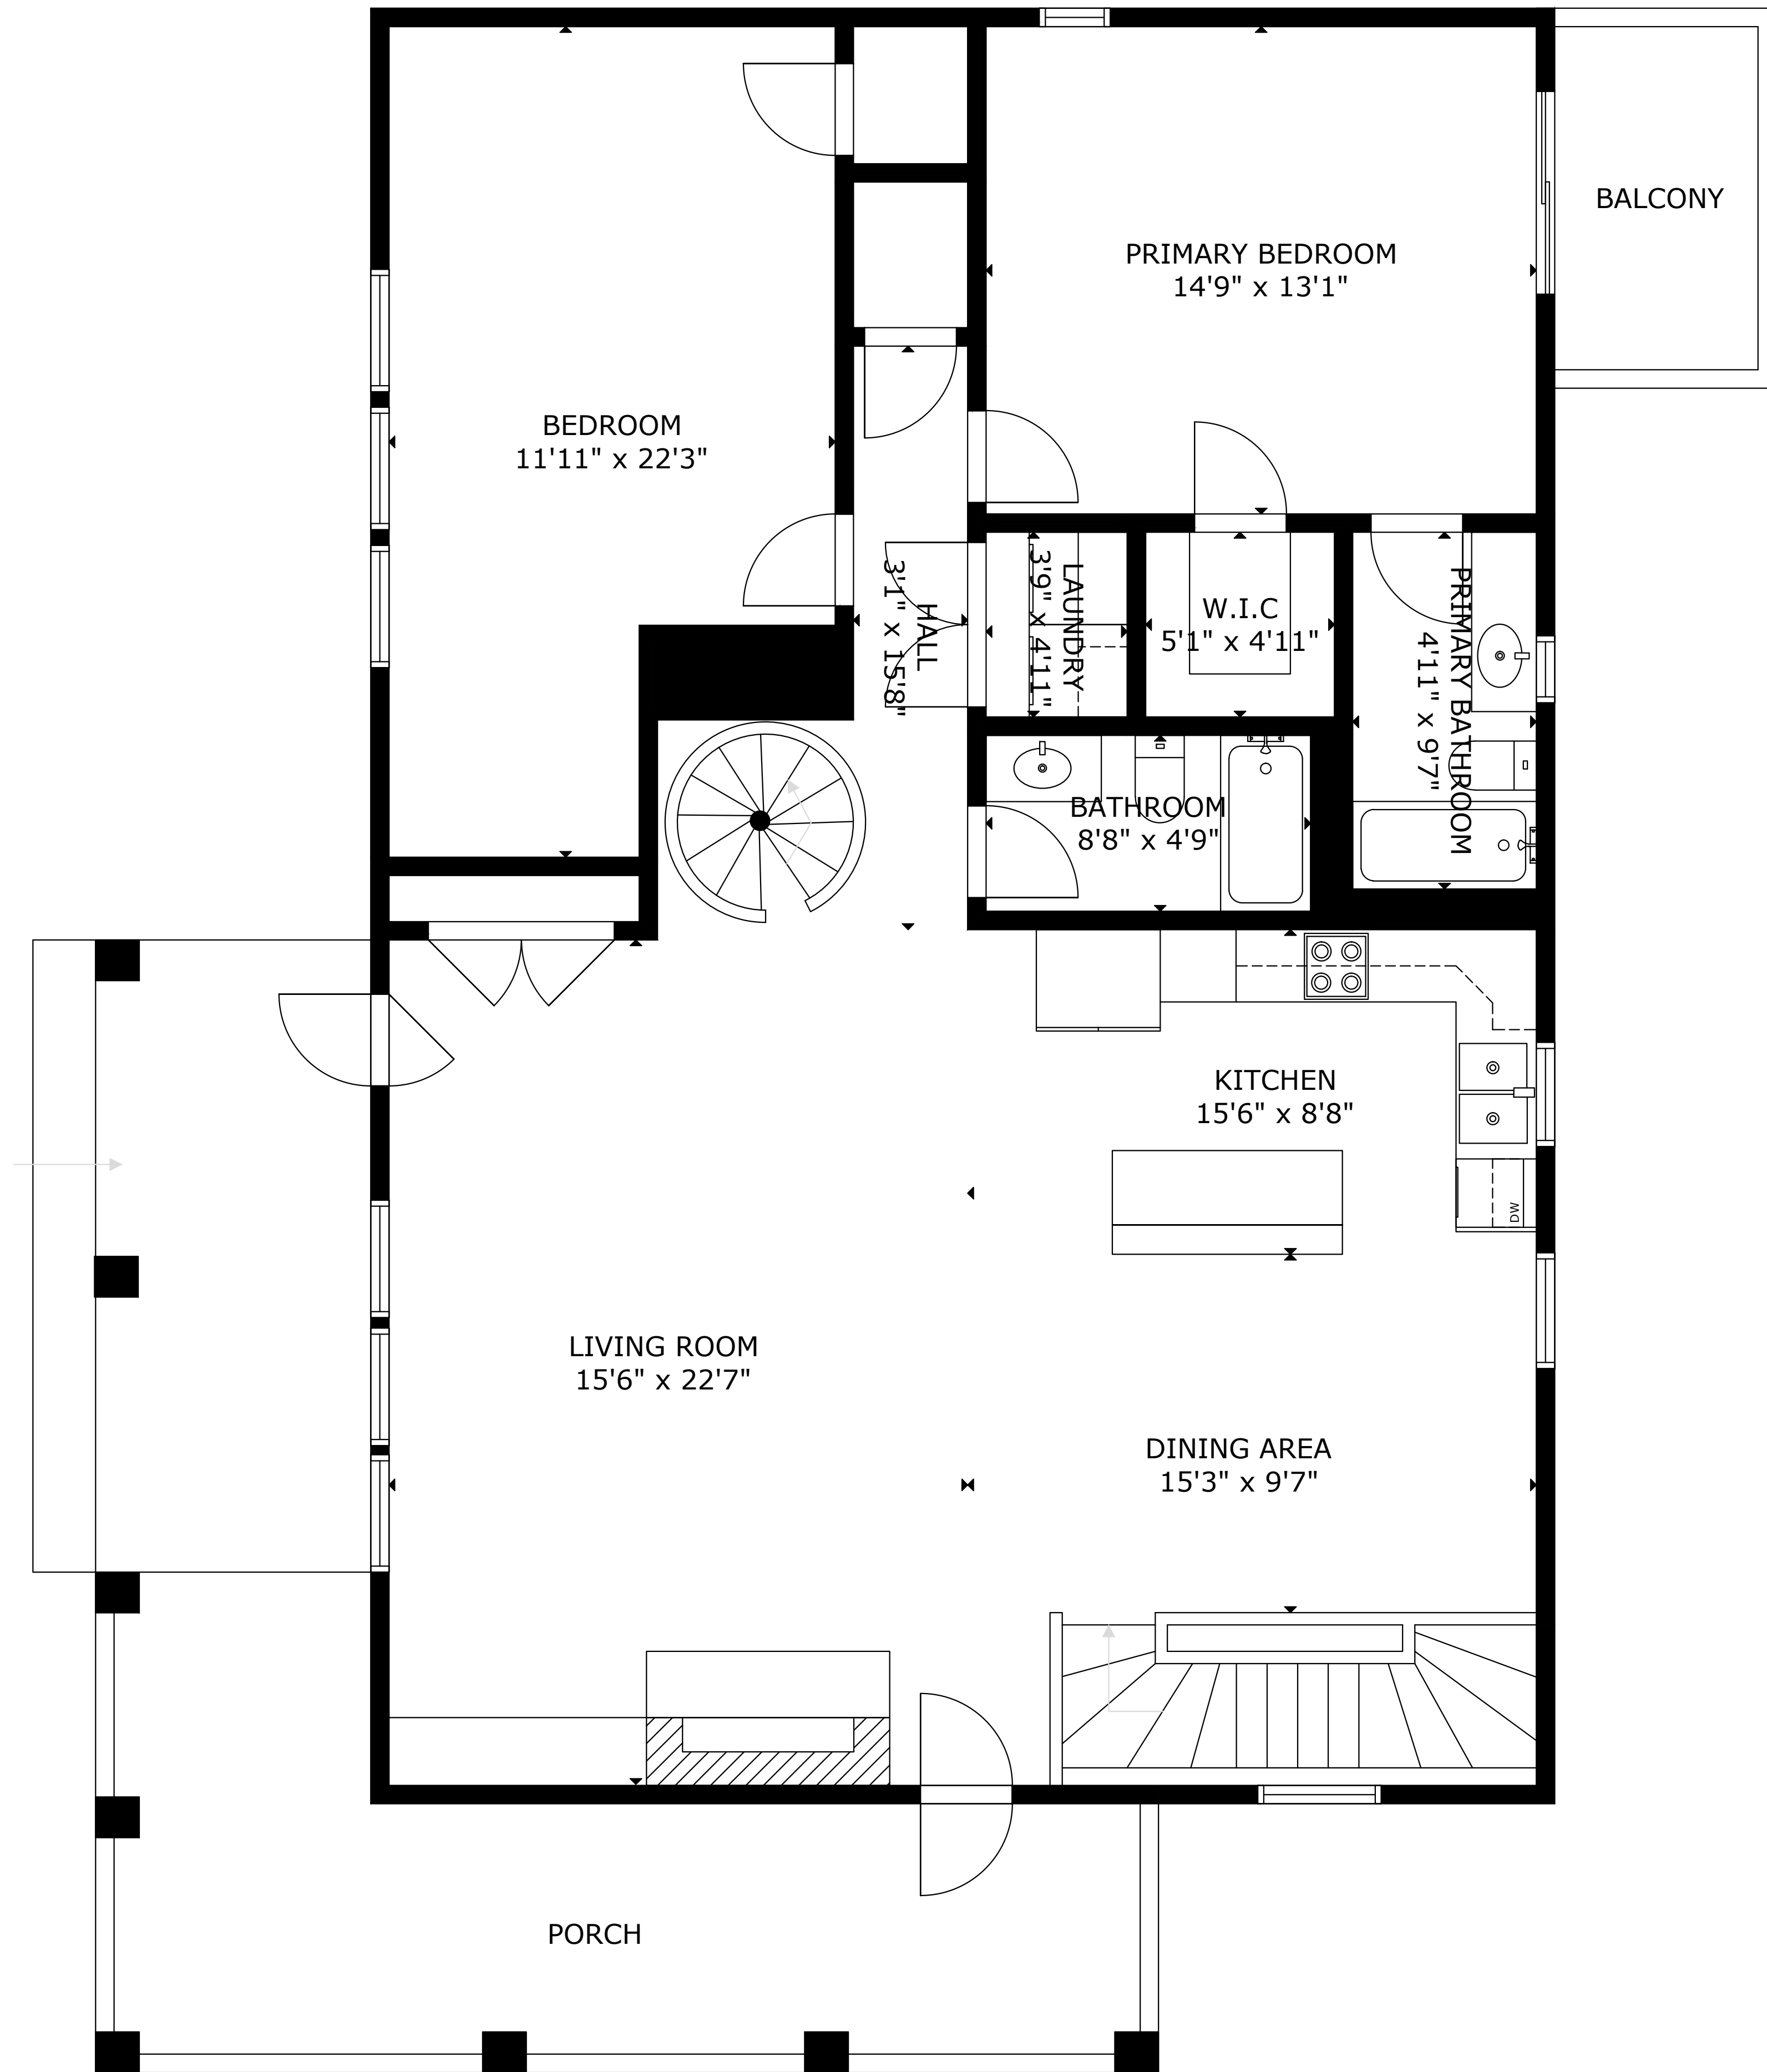 BALCONY
PRIMARY BEDROOM
14'9" x 13'1"
BEDROOM
11'11" x 22'3"
HALL
3'1" x 15'8"
LAUNDRY
3'9" x 4'11"
W.I.C
5'1" x 4'11"
PRIMARY BATHROOM
4'11" x 9'7"
BATHROOM
8'8" x 4'9"
KITCHEN
15'6" x 8'8"
DW
LIVING ROOM
15'6" x 22'7"
DINING AREA
15'3" x 9'7"
PORCH